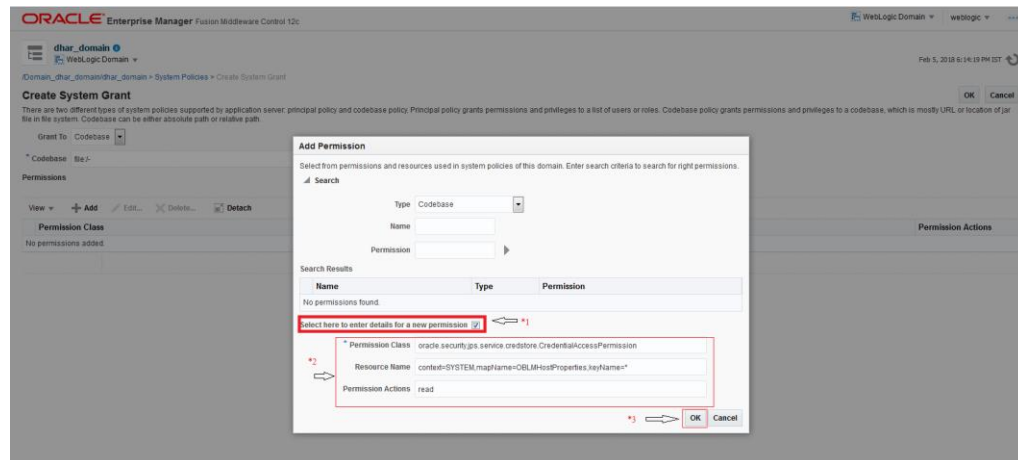 ORACLE Enterprise Manager Fusion Middleware Control 12c
WebLogic Domain weblogic
dhar_domain
WebLogic Domain
Feb 5, 2018 6:14:19 PM IST
/Domain_dhar_domain/dhar_domain > System Policies > Create System Grant
Create System Grant
OK Cancel
There are two different types of system policies supported by application server: principal policy and codebase policy. Principal policy grants permissions and privileges to a list of users or roles. Codebase policy grants permissions and privileges to a codebase, which is mostly URL or location of jar
file in file system. Codebase can be either absolute path or relative path.
Grant To Codebase
* Codebase file:/-
Permissions
View Add Edit... Delete... Detach
Permission Class Permission Actions
No permissions added.
Add Permission
Select from permissions and resources used in system policies of this domain. Enter search criteria to search for right permissions.
Search
Type Codebase
Name
Permission
Search Results
Name Type Permission
No permissions found.
Select here to enter details for a new permission
*1
*2
* Permission Class oracle.security.jps.service.credstore.CredentialAccessPermission
Resource Name context=SYSTEM,mapName=OBLMHostProperties,keyName=*
Permission Actions read
*3
OK Cancel